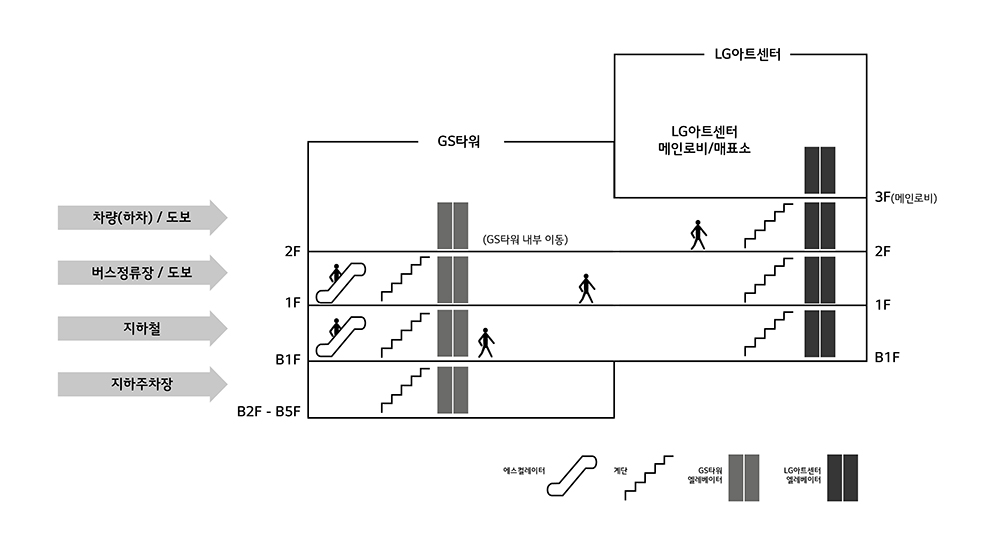 LG아트센터
GS타워
LG아트센터
메인로비/매표소
3F(메인로비)
차량(하차) / 도보
(GS타워 내부 이동)
2F
2F
버스정류장 / 도보
1F
1F
지하철
B1F
B1F
지하주차장
B2F - B5F
에스컬레이터
계단
GS타워
엘레베이터
LG아트센터
엘레베이터